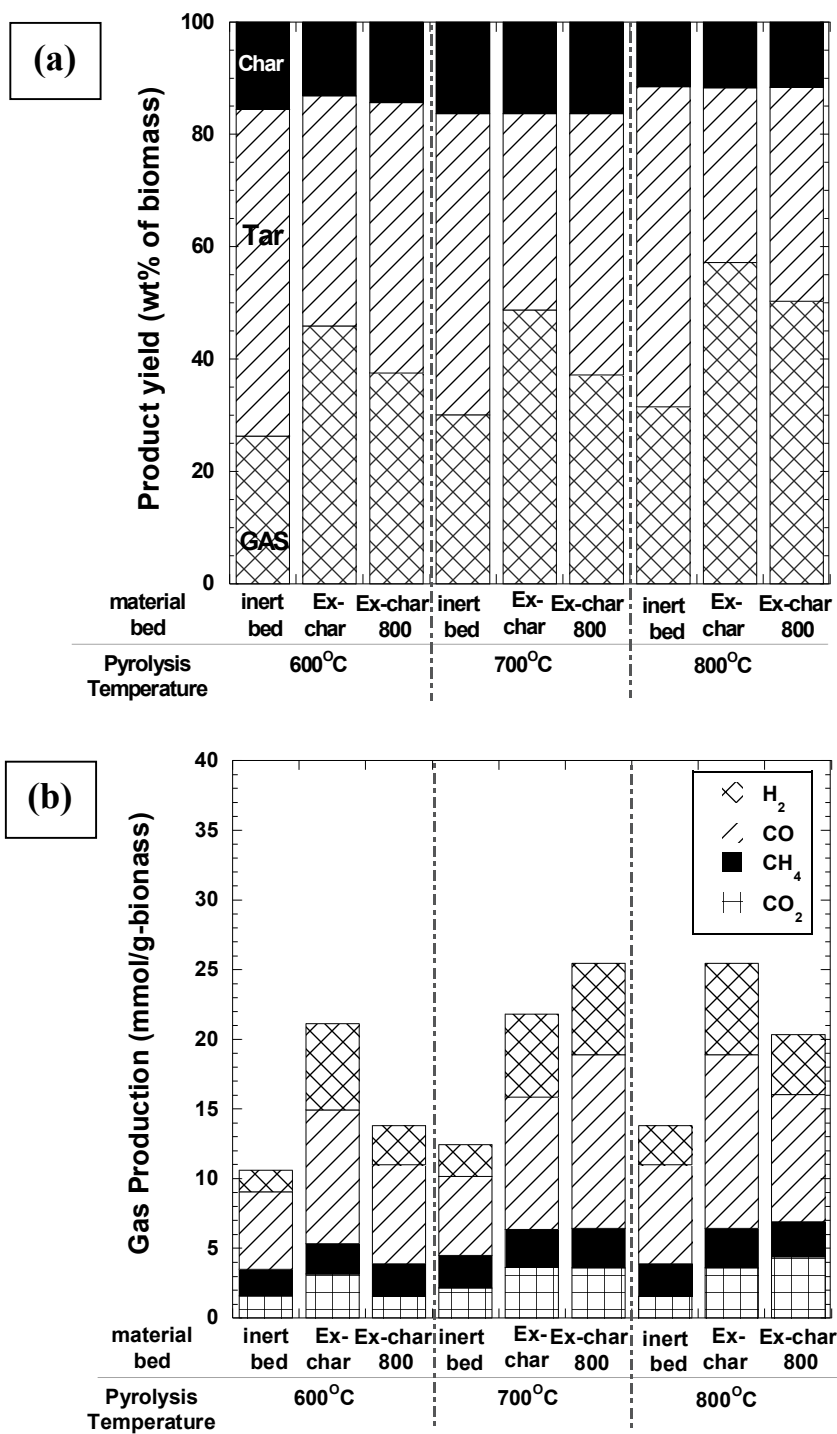 (a)
Product yield (wt% of biomass)
100
80
60
40
20
0
Char
Tar
GAS
material bed
inert bed
Ex-char
Ex-char 800
inert bed
Ex-char
Ex-char 800
inert bed
Ex-char
Ex-char 800
Pyrolysis Temperature
600°C
700°C
800°C
(b)
Gas Production (mmol/g-bionass)
40
35
30
25
20
15
10
5
0
H₂
CO
CH₄
CO₂
material bed
inert bed
Ex-char
Ex-char 800
inert bed
Ex-char
Ex-char 800
inert bed
Ex-char
Ex-char 800
Pyrolysis Temperature
600°C
700°C
800°C